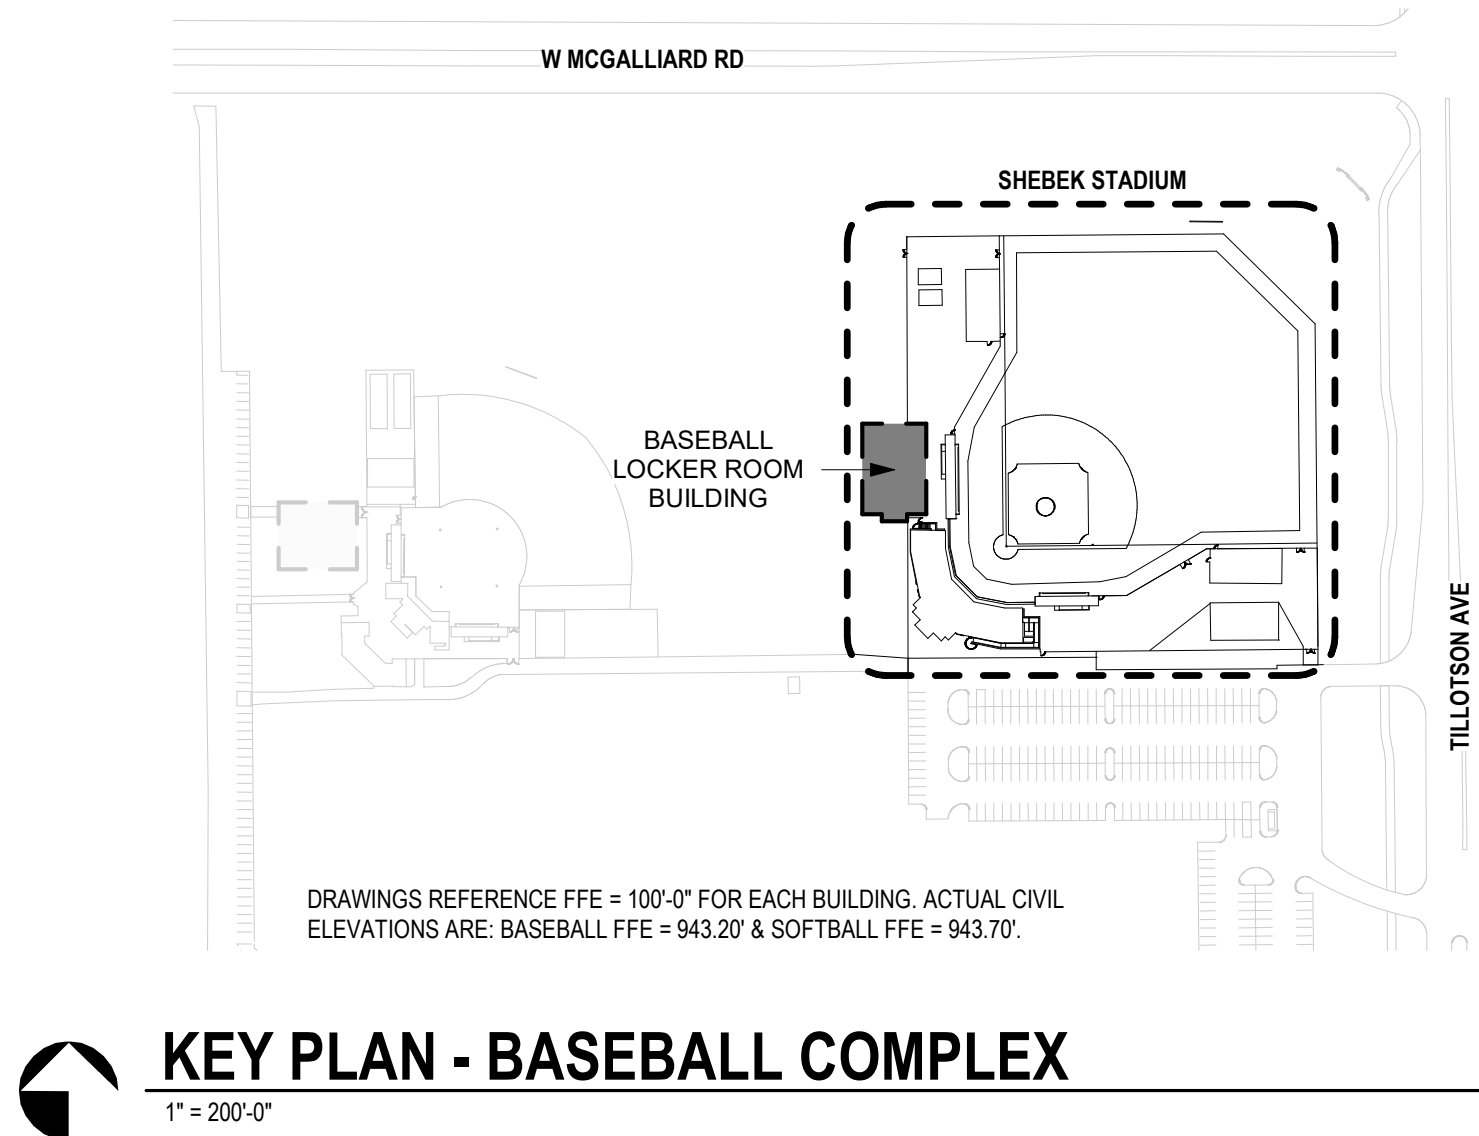 W MCGALLIARD RD
SHEBEK STADIUM
BASEBALL
LOCKER ROOM
BUILDING
TILLOTSON AVE
DRAWINGS REFERENCE FFE = 100'-0" FOR EACH BUILDING. ACTUAL CIVIL
ELEVATIONS ARE: BASEBALL FFE = 943.20' & SOFTBALL FFE = 943.70'.
KEY PLAN - BASEBALL COMPLEX
1" = 200'-0"